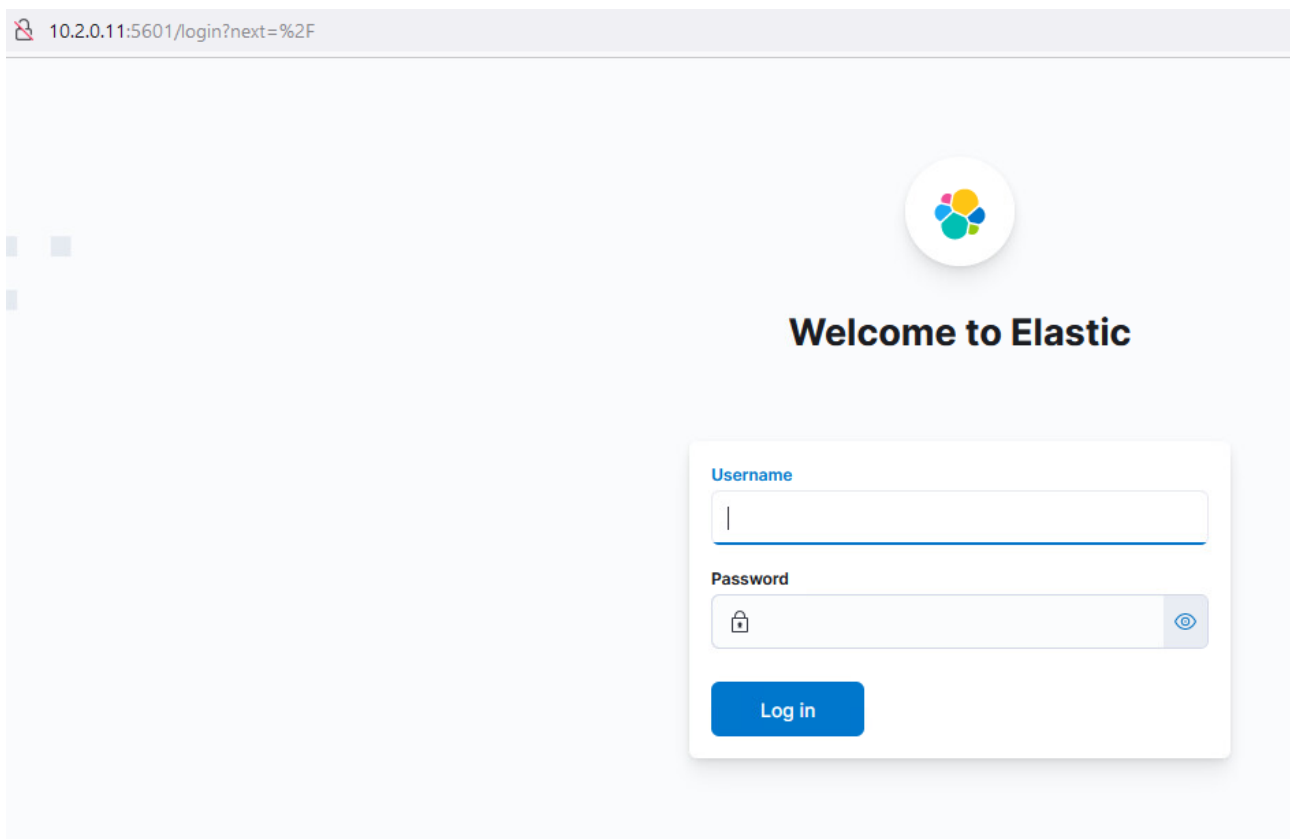 10.2.0.11:5601/login?next=%2F
Welcome to Elastic
Username
Password
Log in